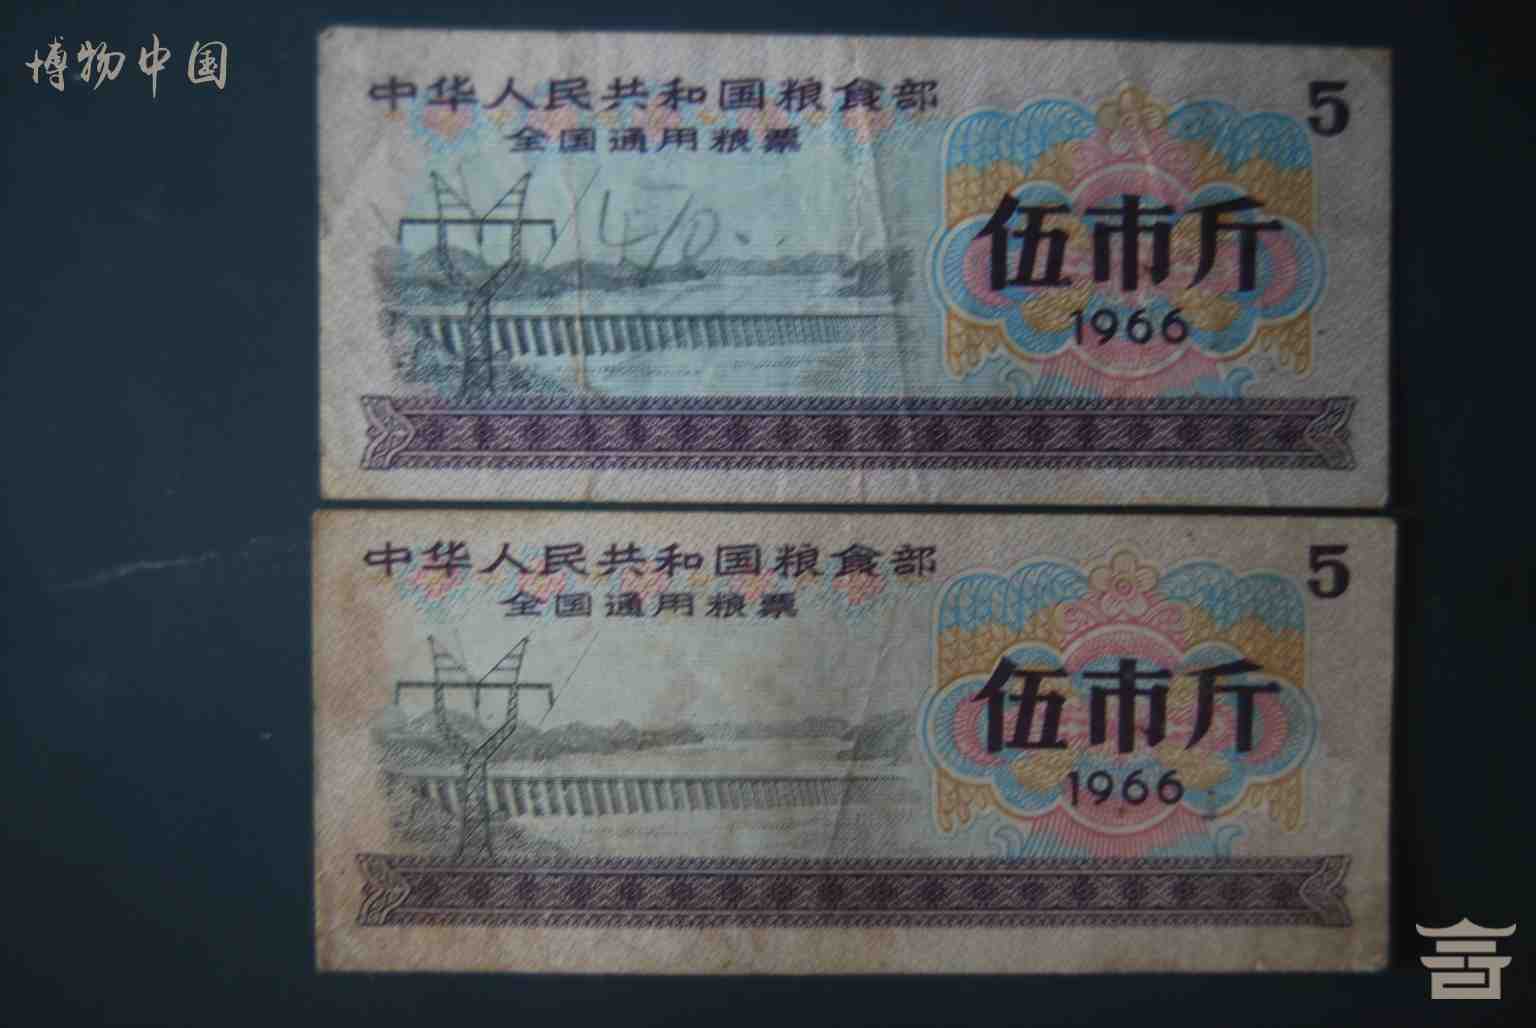 博物中国
中华人民共和国粮食部
全国通用粮票
5
伍市斤
1966
中华人民共和国粮食部
全国通用粮票
5
伍市斤
1966